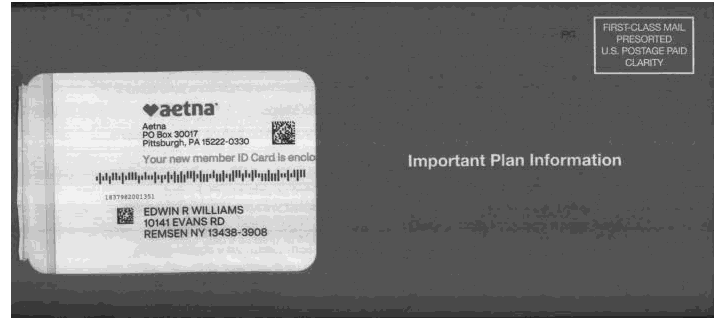 FIRST-CLASS MAIL
PRESORTED
U.S. POSTAGE PAID
CLARITY
aetna
Aetna
PO Box 30017
Pittsburgh, PA 15222-0330
Your new member ID Card is enclo
Important Plan Information
1837982001351
EDWIN R WILLIAMS
10141 EVANS RD
REMSEN NY 13438-3908